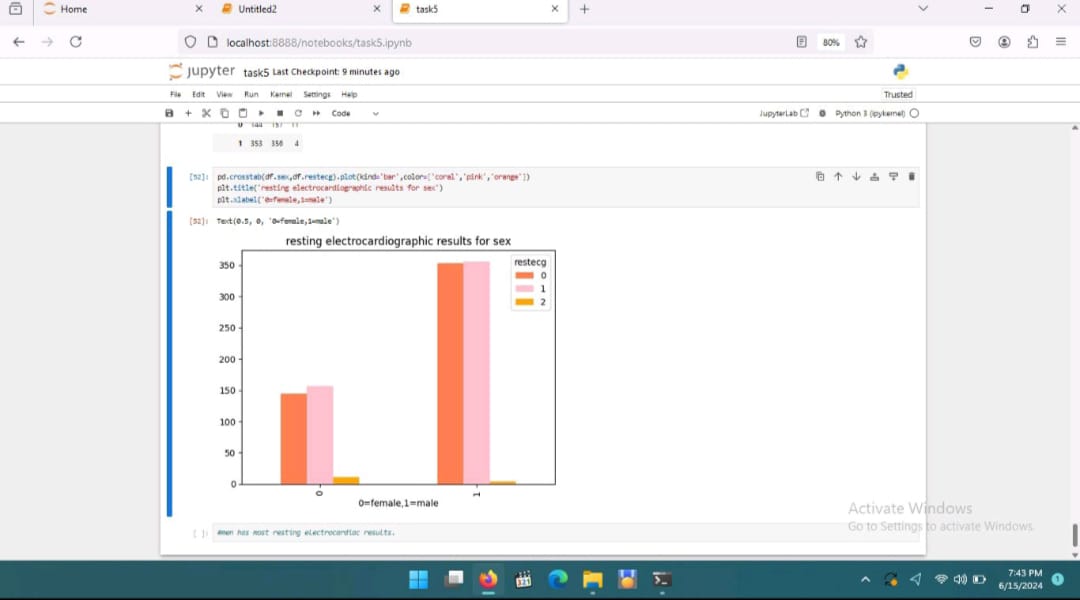 Home
Untitled2
task5
localhost:8888/notebooks/task5.ipynb
80%
jupyter task5 Last Checkpoint: 9 minutes ago
File Edit View Run Kernel Settings Help
Trusted
Code
JupyterLab
Python 3 (ipykernel)
0 144 157 11
1 353 356 4
[52]: pd.crosstab(df.sex,df.restecg).plot(kind='bar',color=['coral','pink','orange'])
plt.title('resting electrocardiographic results for sex')
plt.xlabel('0=female,1=male')
[52]: Text(0.5, 0, '0=female,1=male')
resting electrocardiographic results for sex
restecg
0
1
2
350
300
250
200
150
100
50
0
0
1
0=female,1=male
[ ]: #men has most resting electrocardiac results.
Activate Windows
Go to Settings to activate Windows.
7:43 PM
6/15/2024
1